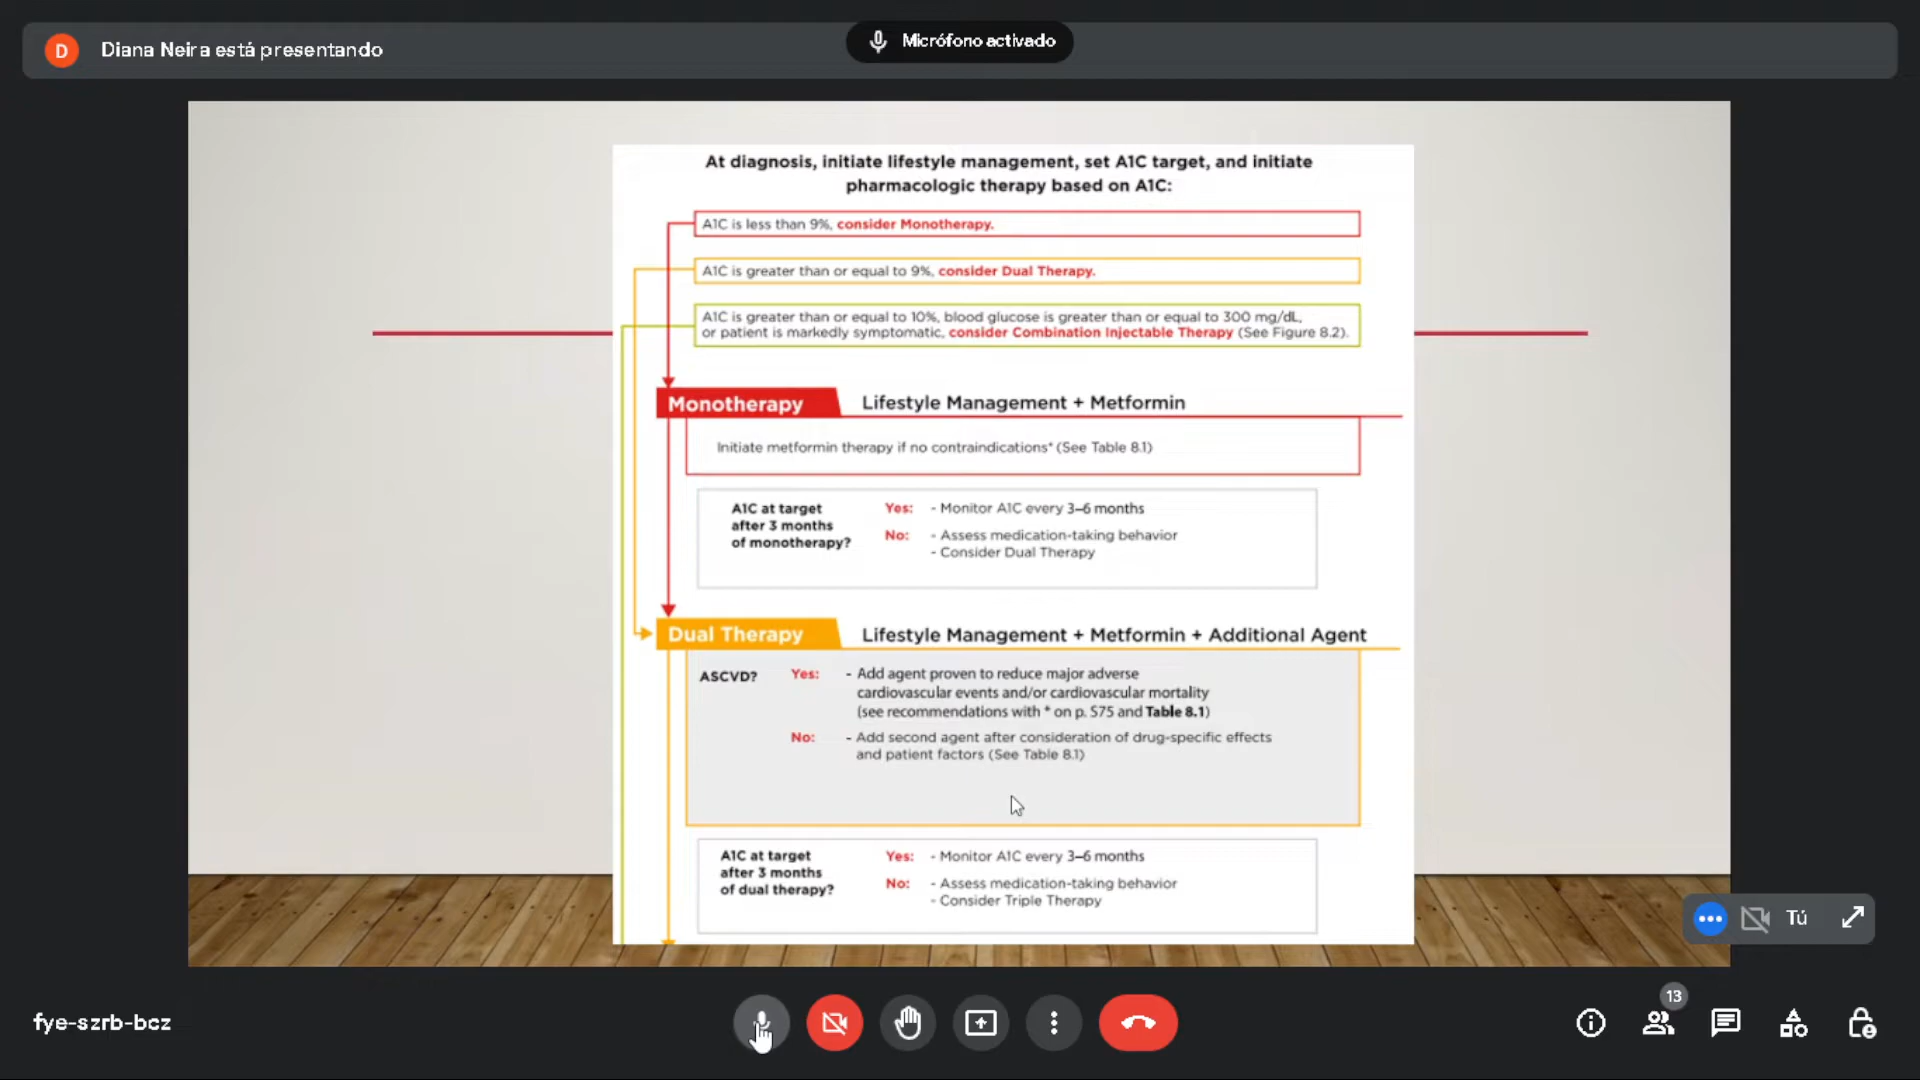 D
Diana Neira está presentando
Micrófono activado
At diagnosis, initiate lifestyle management, set A1C target, and initiate
pharmacologic therapy based on A1C:
A1C is less than 9%, consider Monotherapy.
A1C is greater than or equal to 9%, consider Dual Therapy.
A1C is greater than or equal to 10%, blood glucose is greater than or equal to 300 mg/dL,
or patient is markedly symptomatic, consider Combination Injectable Therapy (See Figure 8.2).
Monotherapy Lifestyle Management + Metformin
Initiate metformin therapy if no contraindications* (See Table 8.1)
A1C at target
after 3 months
of monotherapy?
Yes: - Monitor A1C every 3–6 months
No: - Assess medication-taking behavior
- Consider Dual Therapy
Dual Therapy Lifestyle Management + Metformin + Additional Agent
ASCVD? Yes: - Add agent proven to reduce major adverse
cardiovascular events and/or cardiovascular mortality
(see recommendations with * on p. S75 and Table 8.1)
No: - Add second agent after consideration of drug-specific effects
and patient factors (See Table 8.1)
A1C at target
after 3 months
of dual therapy?
Yes: - Monitor A1C every 3–6 months
No: - Assess medication-taking behavior
- Consider Triple Therapy
Tú
fye-szrb-bcz
13